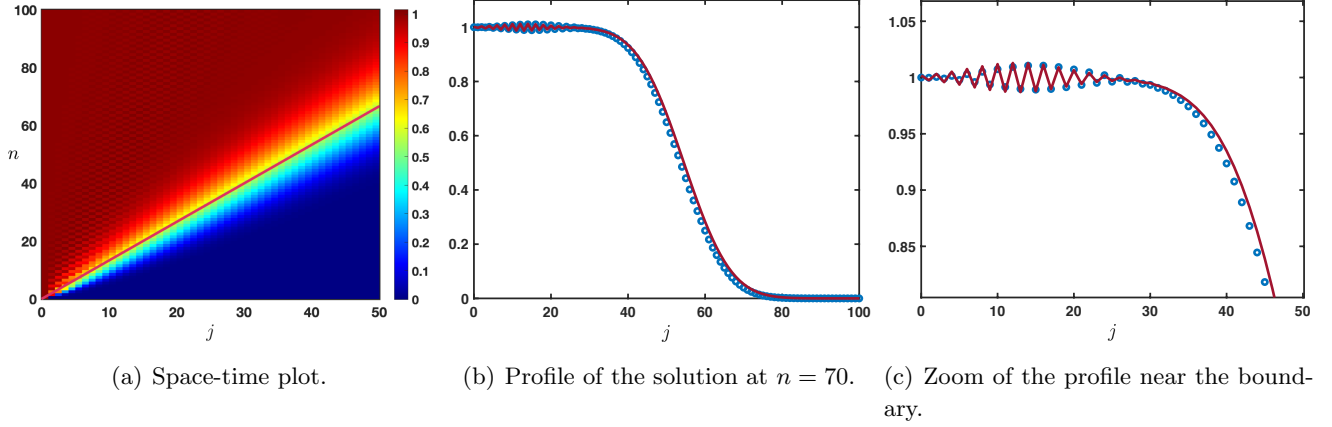 100
80
60
n
40
20
0
0 10 20 30 40 50
j
1
0.9
0.8
0.7
0.6
0.5
0.4
0.3
0.2
0.1
0
1
0.8
0.6
0.4
0.2
0
0 20 40 60 80 100
j
1.05
1
0.95
0.9
0.85
0 10 20 30 40 50
j
(a) Space-time plot.
(b) Profile of the solution at n = 70.
(c) Zoom of the profile near the bound-
ary.